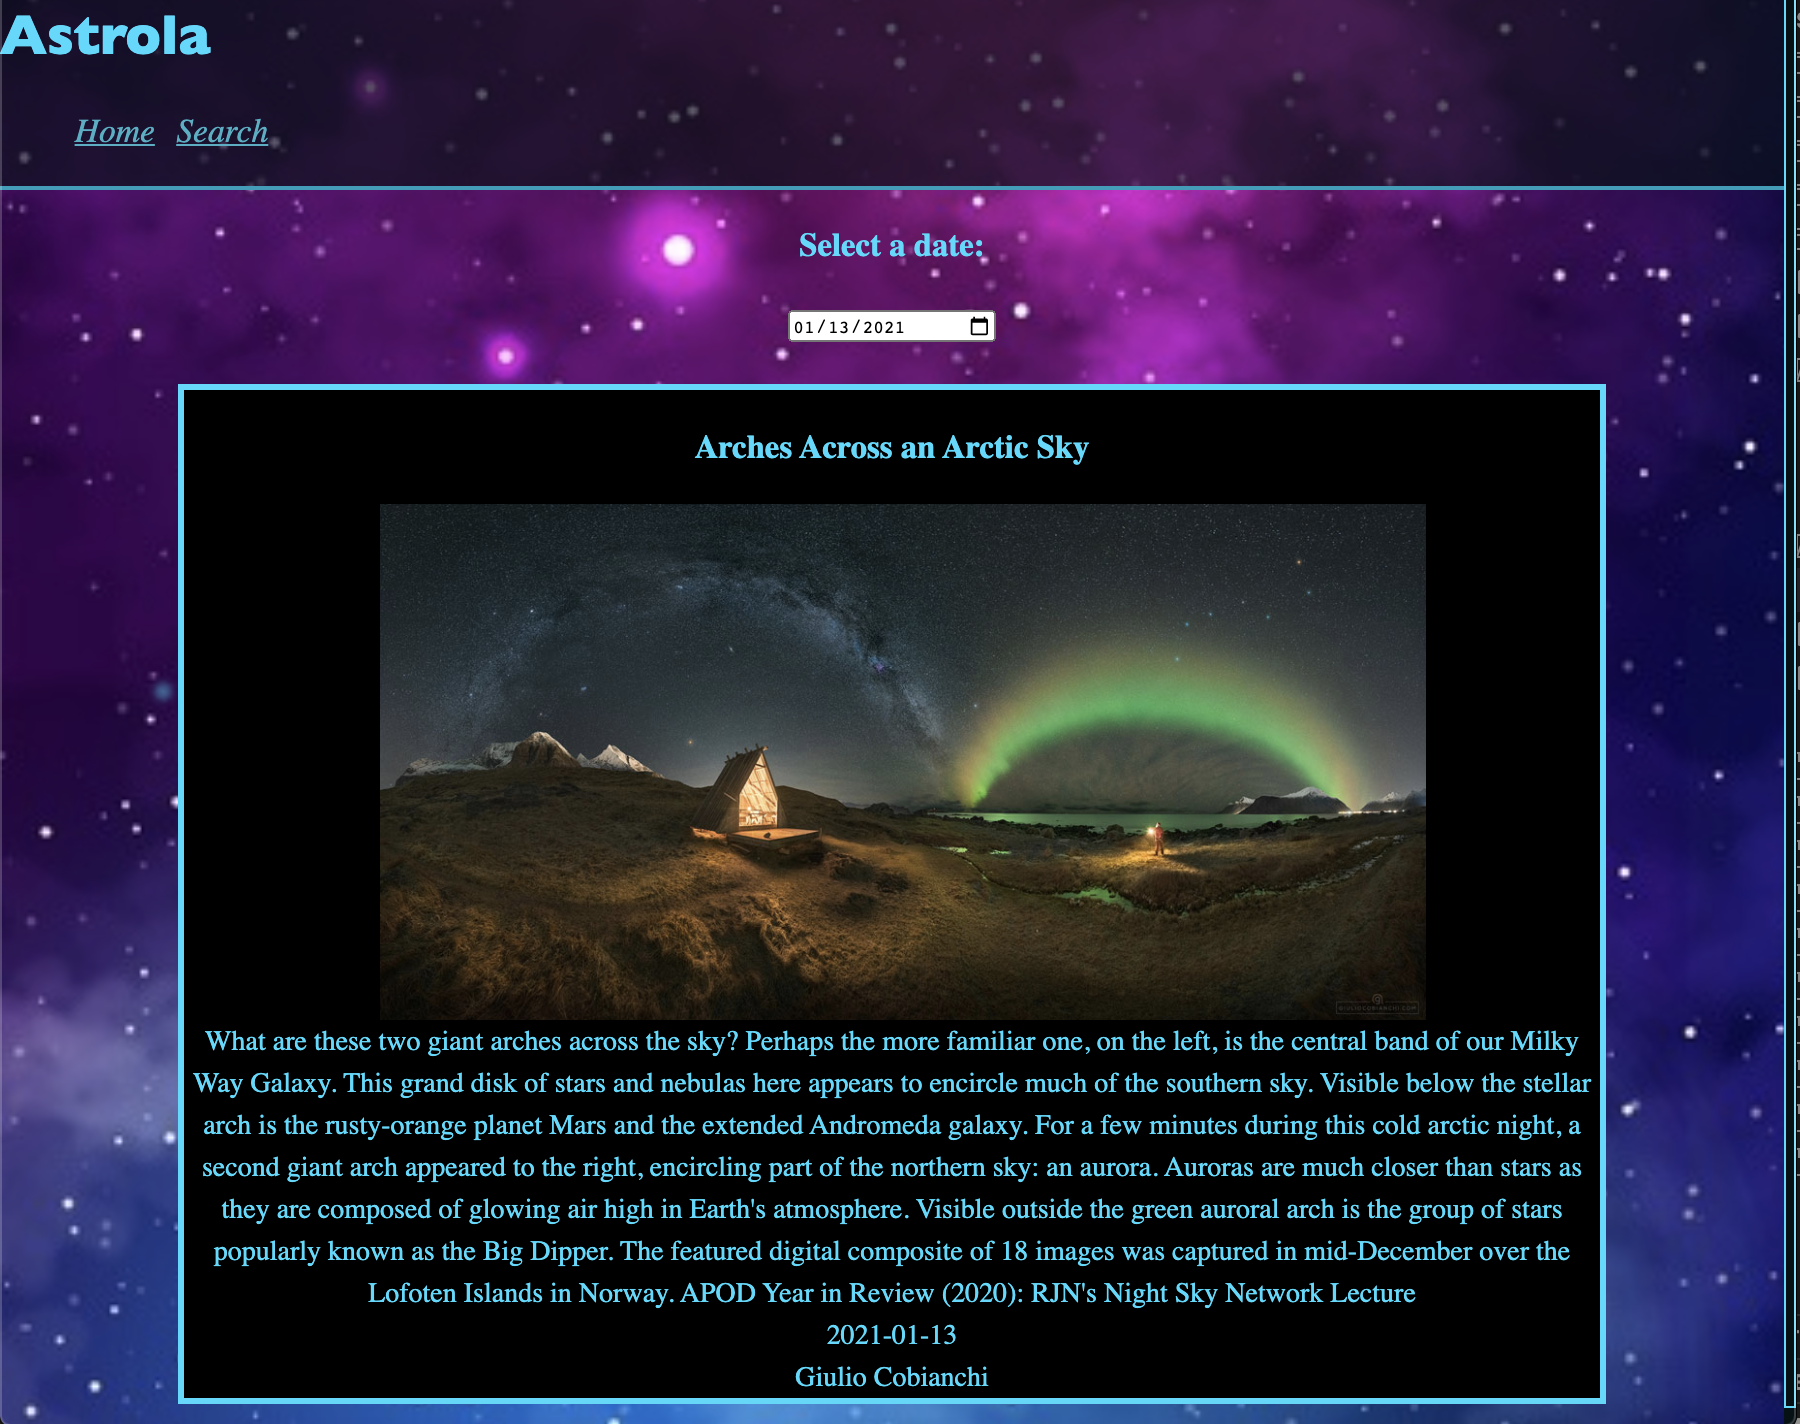 Astrola
Home Search
Select a date:
01/13/2021
Arches Across an Arctic Sky
What are these two giant arches across the sky? Perhaps the more familiar one, on the left, is the central band of our Milky
Way Galaxy. This grand disk of stars and nebulas here appears to encircle much of the southern sky. Visible below the stellar
arch is the rusty-orange planet Mars and the extended Andromeda galaxy. For a few minutes during this cold arctic night, a
second giant arch appeared to the right, encircling part of the northern sky: an aurora. Auroras are much closer than stars as
they are composed of glowing air high in Earth's atmosphere. Visible outside the green auroral arch is the group of stars
popularly known as the Big Dipper. The featured digital composite of 18 images was captured in mid-December over the
Lofoten Islands in Norway. APOD Year in Review (2020): RJN's Night Sky Network Lecture
2021-01-13
Giulio Cobianchi